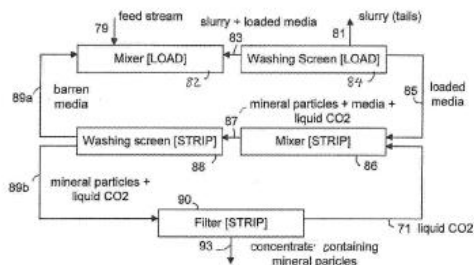 feed stream
79
slurry + loaded media
83
slurry (tails)
81
Mixer [LOAD]
82
Washing Screen [LOAD]
84
89a
barren
media
mineral particles + media +
liquid CO2
87
85
loaded
media
Washing screen [STRIP]
88
Mixer [STRIP]
86
89b
mineral particles +
liquid CO2
90
Filter [STRIP]
93
71 liquid CO2
concentrate containing
mineral paricles